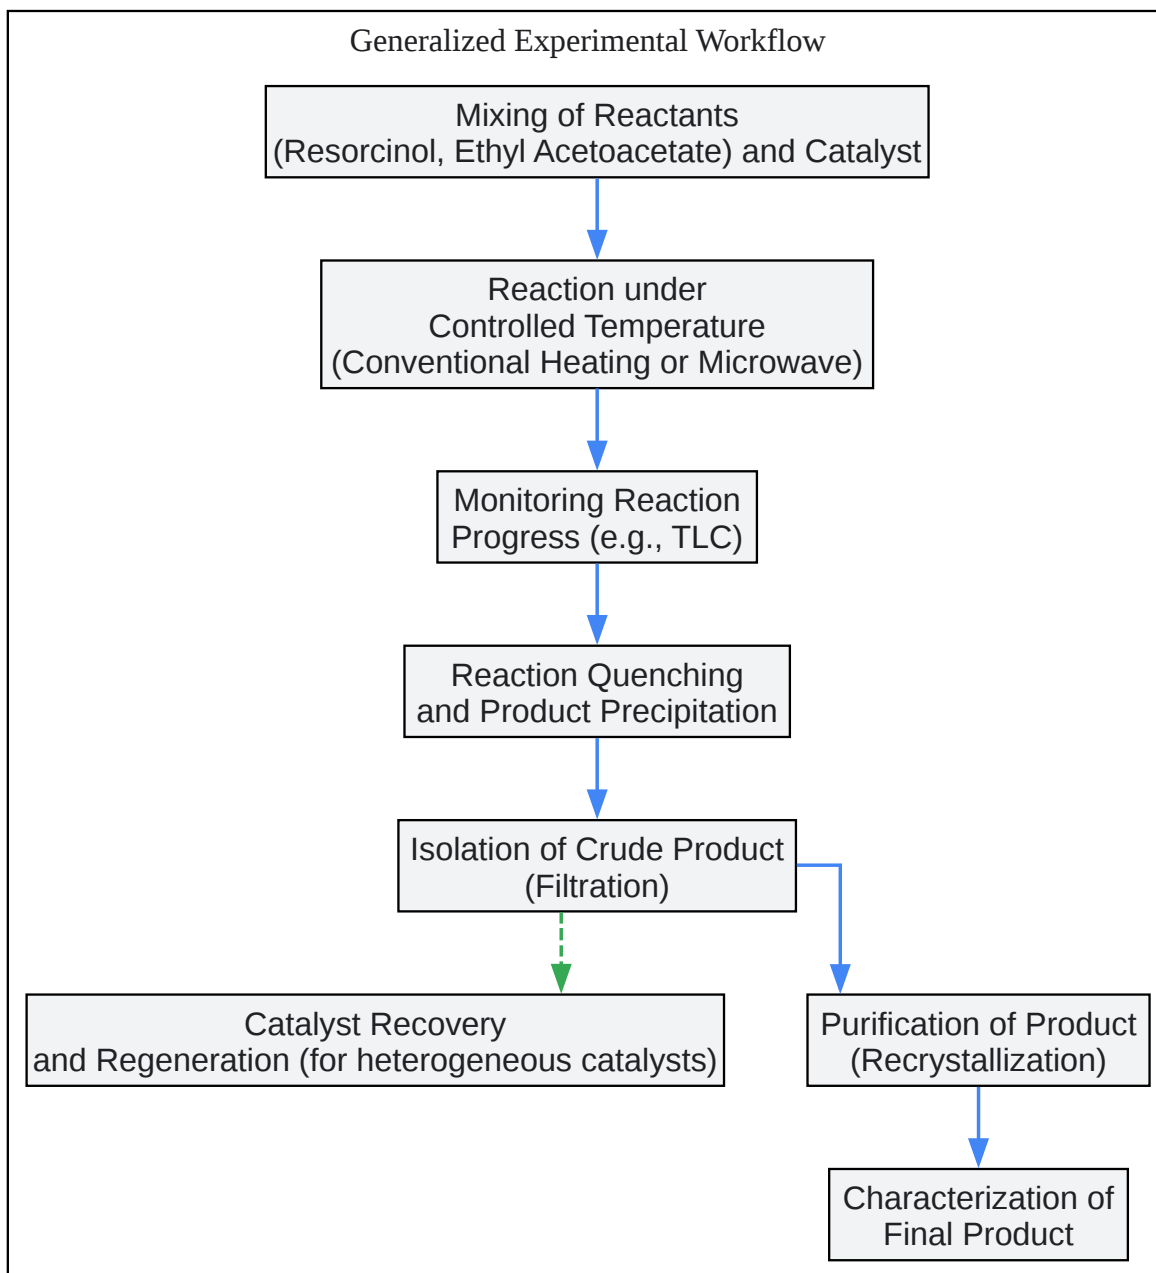 Generalized Experimental Workflow
Mixing of Reactants
(Resorcinol, Ethyl Acetoacetate) and Catalyst
Reaction under
Controlled Temperature
(Conventional Heating or Microwave)
Monitoring Reaction
Progress (e.g., TLC)
Reaction Quenching
and Product Precipitation
Isolation of Crude Product
(Filtration)
Catalyst Recovery
and Regeneration (for heterogeneous catalysts)
Purification of Product
(Recrystallization)
Characterization of
Final Product